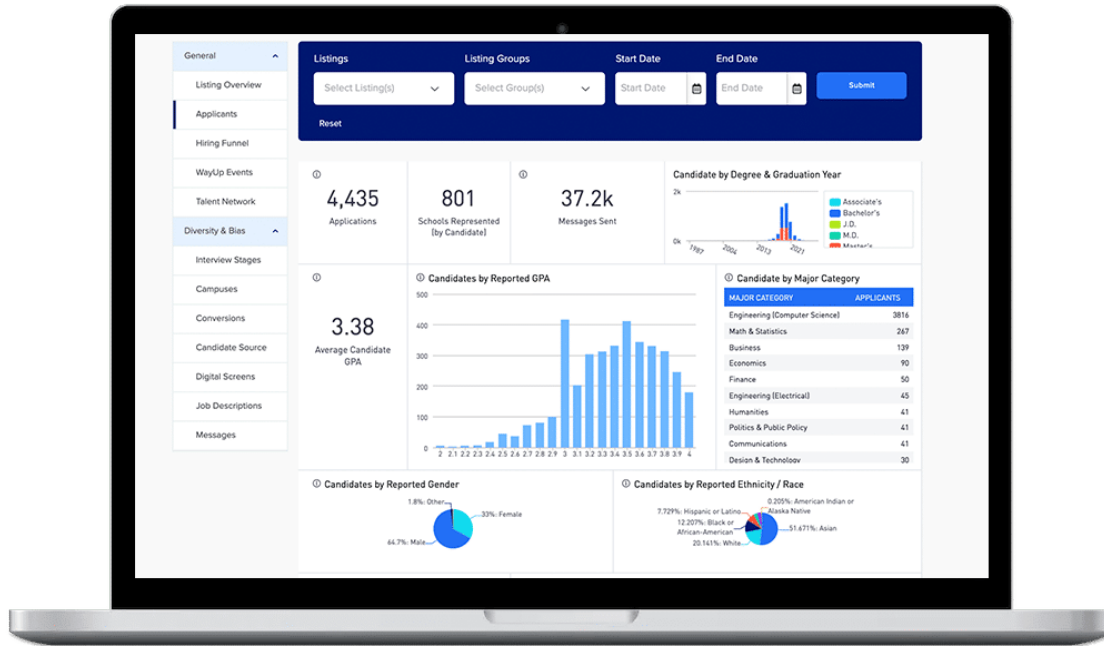 General
Listing Overview
Applicants
Hiring Funnel
WayUp Events
Talent Network
Diversity & Bias
Interview Stages
Campuses
Conversions
Candidate Source
Digital Screens
Job Descriptions
Messages
Listings
Listing Groups
Start Date
End Date
Select Listing(s)
Select Group(s)
Start Date
End Date
Submit
Reset
4,435
Applications
801
Schools Represented
(by Candidate)
37.2k
Messages Sent
Candidate by Degree & Graduation Year
2k
0k
1987
2004
2013
2021
Associate's
Bachelor's
J.D.
M.D.
Master's
3.38
Average Candidate
GPA
Candidates by Reported GPA
500
400
300
200
100
0
2 2.1 2.2 2.3 2.4 2.5 2.6 2.7 2.8 2.9 3 3.1 3.2 3.3 3.4 3.5 3.6 3.7 3.8 3.9 4
Candidate by Major Category
MAJOR CATEGORY APPLICANTS
Engineering (Computer Science) 3816
Math & Statistics 267
Business 139
Economics 90
Finance 50
Engineering (Electrical) 45
Humanities 41
Politics & Public Policy 41
Communications 41
Design & Technology 30
Candidates by Reported Gender
1.8%: Other
33%: Female
64.7%: Male
Candidates by Reported Ethnicity / Race
0.205%: American Indian or
Alaska Native
7.729%: Hispanic or Latino
12.207%: Black or
African-American
51.671%: Asian
20.141%: White